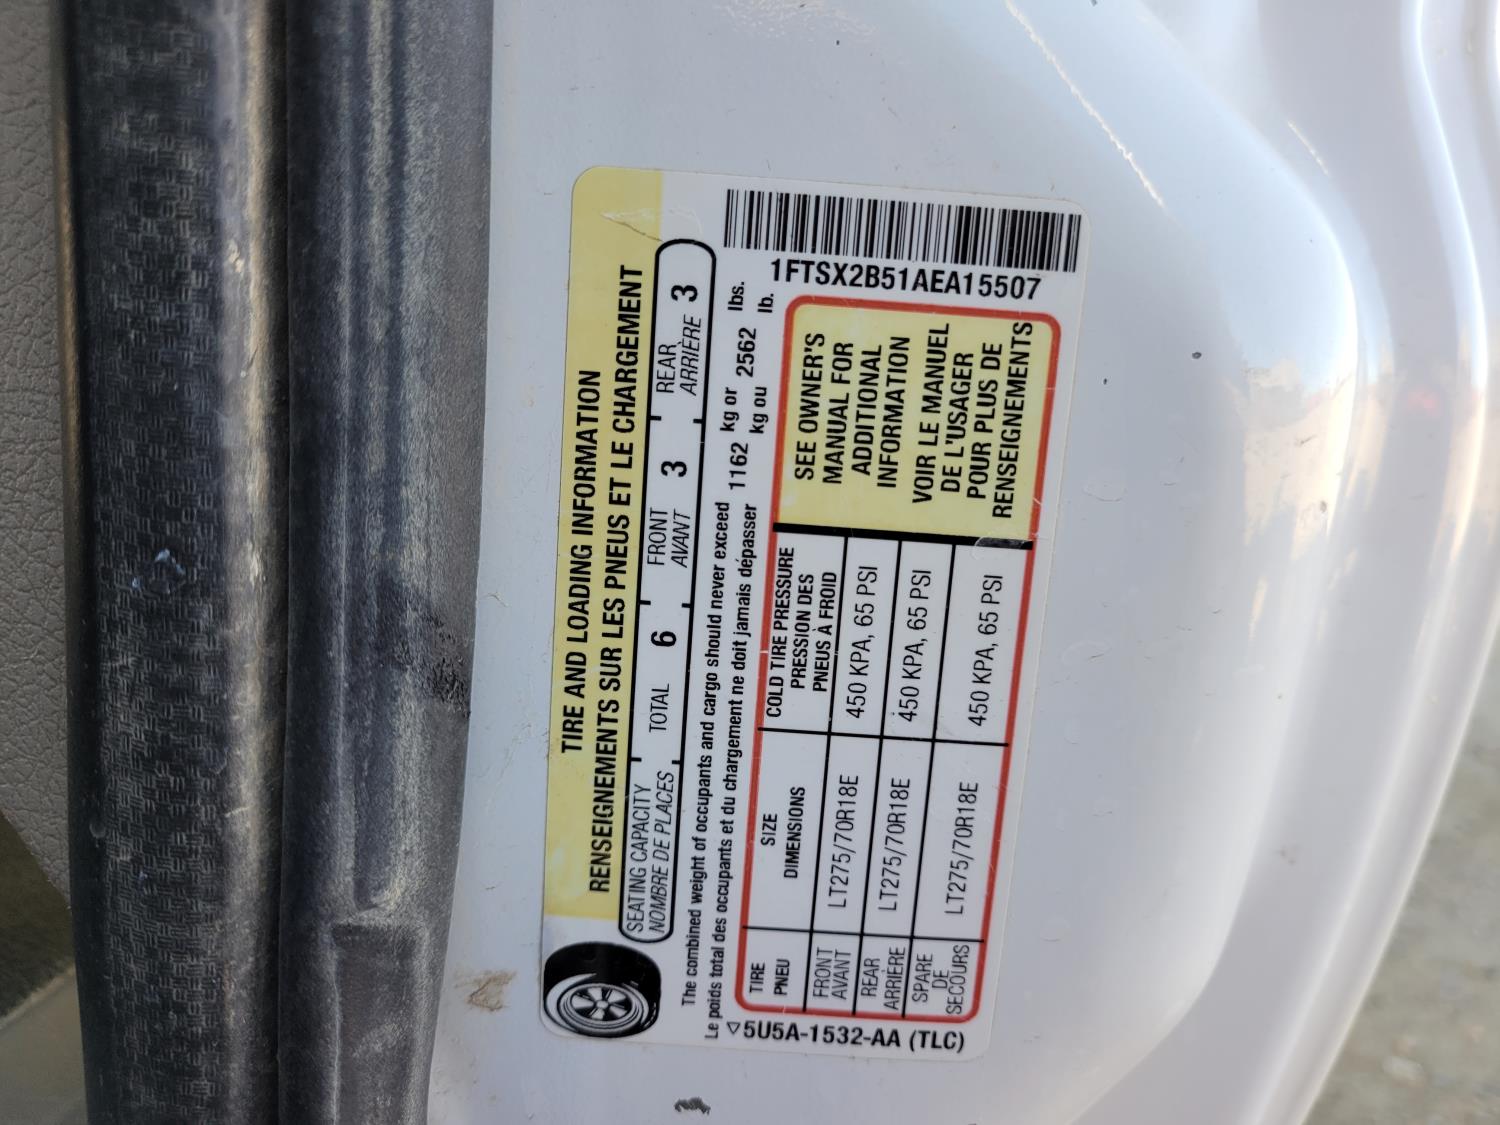 TIRE AND LOADING INFORMATION
RENSEIGNEMENTS SUR LES PNEUS ET LE CHARGEMENT
SEATING CAPACITY TOTAL 6 FRONT 3 REAR 3
NOMBRE DE PLACES AVANT ARRIÈRE
The combined weight of occupants and cargo should never exceed 1162 kg or 2562 lbs.
Le poids total des occupants et du chargement ne doit jamais dépasser kg ou lb.
TIRE SIZE COLD TIRE PRESSURE
PNEU DIMENSIONS PRESSION DES
PNEUS À FROID
FRONT LT275/70R18E 450 KPA, 65 PSI
AVANT
REAR LT275/70R18E 450 KPA, 65 PSI
ARRIÈRE
SPARE LT275/70R18E 450 KPA, 65 PSI
DE
SECOURS
1FTSX2B51AEA15507
SEE OWNER'S
MANUAL FOR
ADDITIONAL
INFORMATION
VOIR LE MANUEL
DE L'USAGER
POUR PLUS DE
RENSEIGNEMENTS
5U5A-1532-AA (TLC)